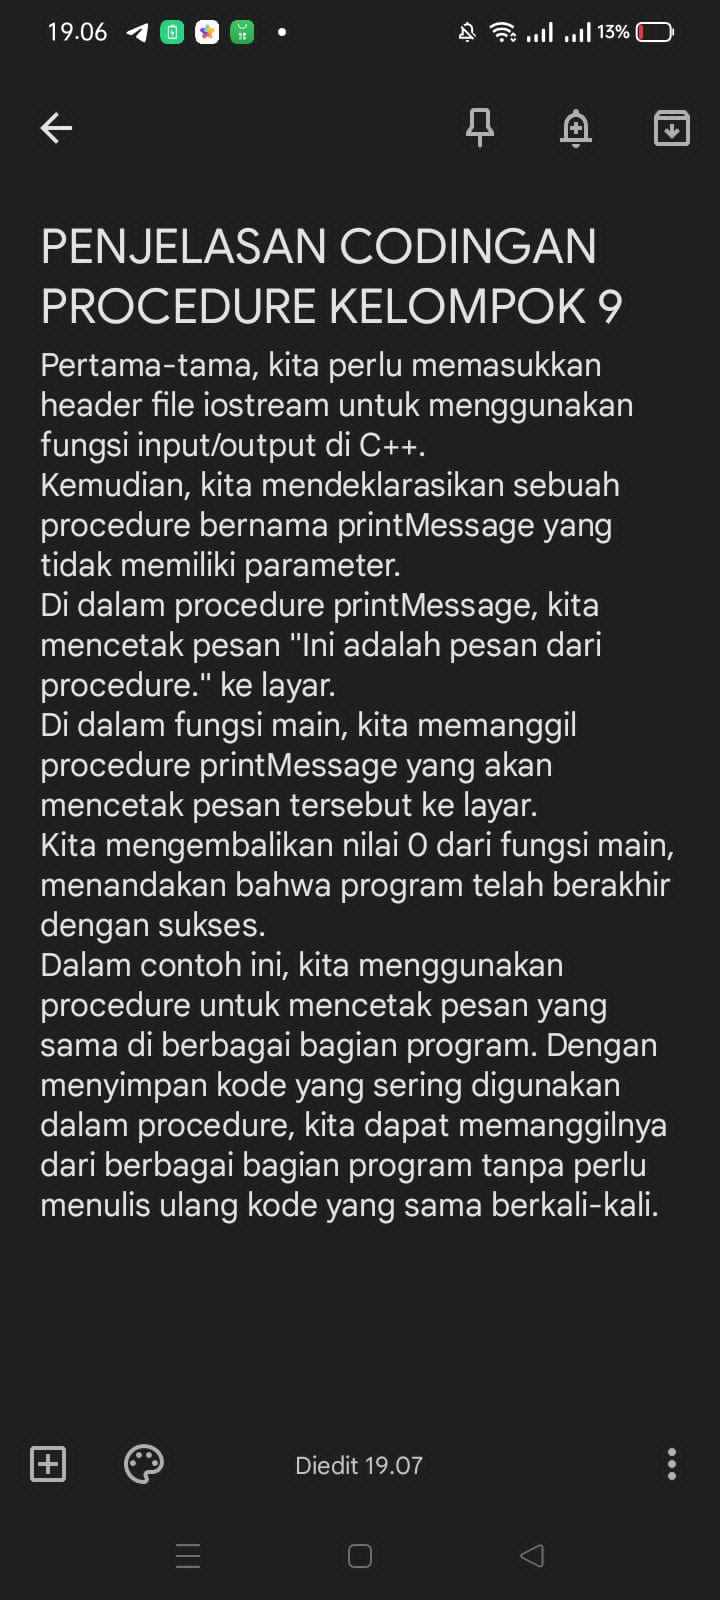 19.06
13%
PENJELASAN CODINGAN
PROCEDURE KELOMPOK 9
Pertama-tama, kita perlu memasukkan
header file iostream untuk menggunakan
fungsi input/output di C++.
Kemudian, kita mendeklarasikan sebuah
procedure bernama printMessage yang
tidak memiliki parameter.
Di dalam procedure printMessage, kita
mencetak pesan "Ini adalah pesan dari
procedure." ke layar.
Di dalam fungsi main, kita memanggil
procedure printMessage yang akan
mencetak pesan tersebut ke layar.
Kita mengembalikan nilai 0 dari fungsi main,
menandakan bahwa program telah berakhir
dengan sukses.
Dalam contoh ini, kita menggunakan
procedure untuk mencetak pesan yang
sama di berbagai bagian program. Dengan
menyimpan kode yang sering digunakan
dalam procedure, kita dapat memanggilnya
dari berbagai bagian program tanpa perlu
menulis ulang kode yang sama berkali-kali.
Diedit 19.07